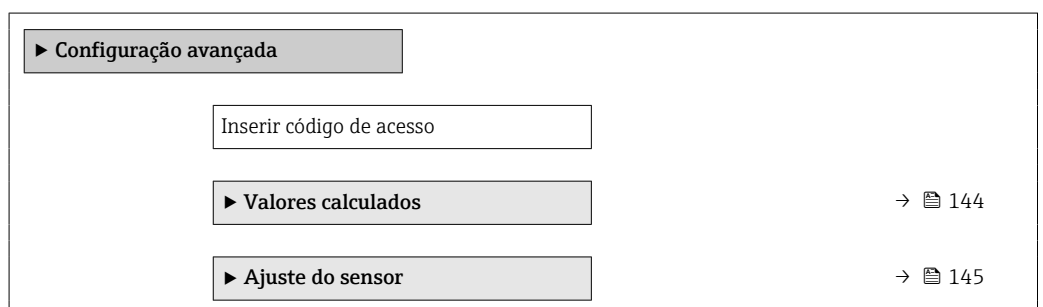 ▶ Configuração avançada
Inserir código de acesso
▶ Valores calculados → 144
▶ Ajuste do sensor → 145